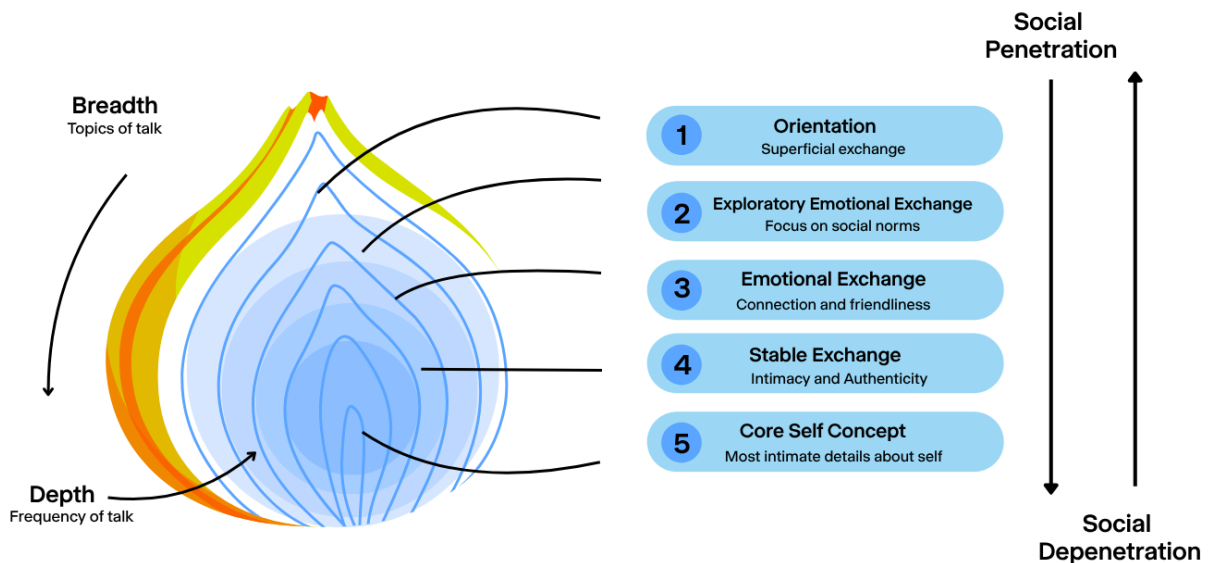 Social
Penetration
Breadth
Topics of talk
1
Orientation
Superficial exchange
2
Exploratory Emotional Exchange
Focus on social norms
3
Emotional Exchange
Connection and friendliness
4
Stable Exchange
Intimacy and Authenticity
5
Core Self Concept
Most intimate details about self
Depth
Frequency of talk
Social
Depenetration